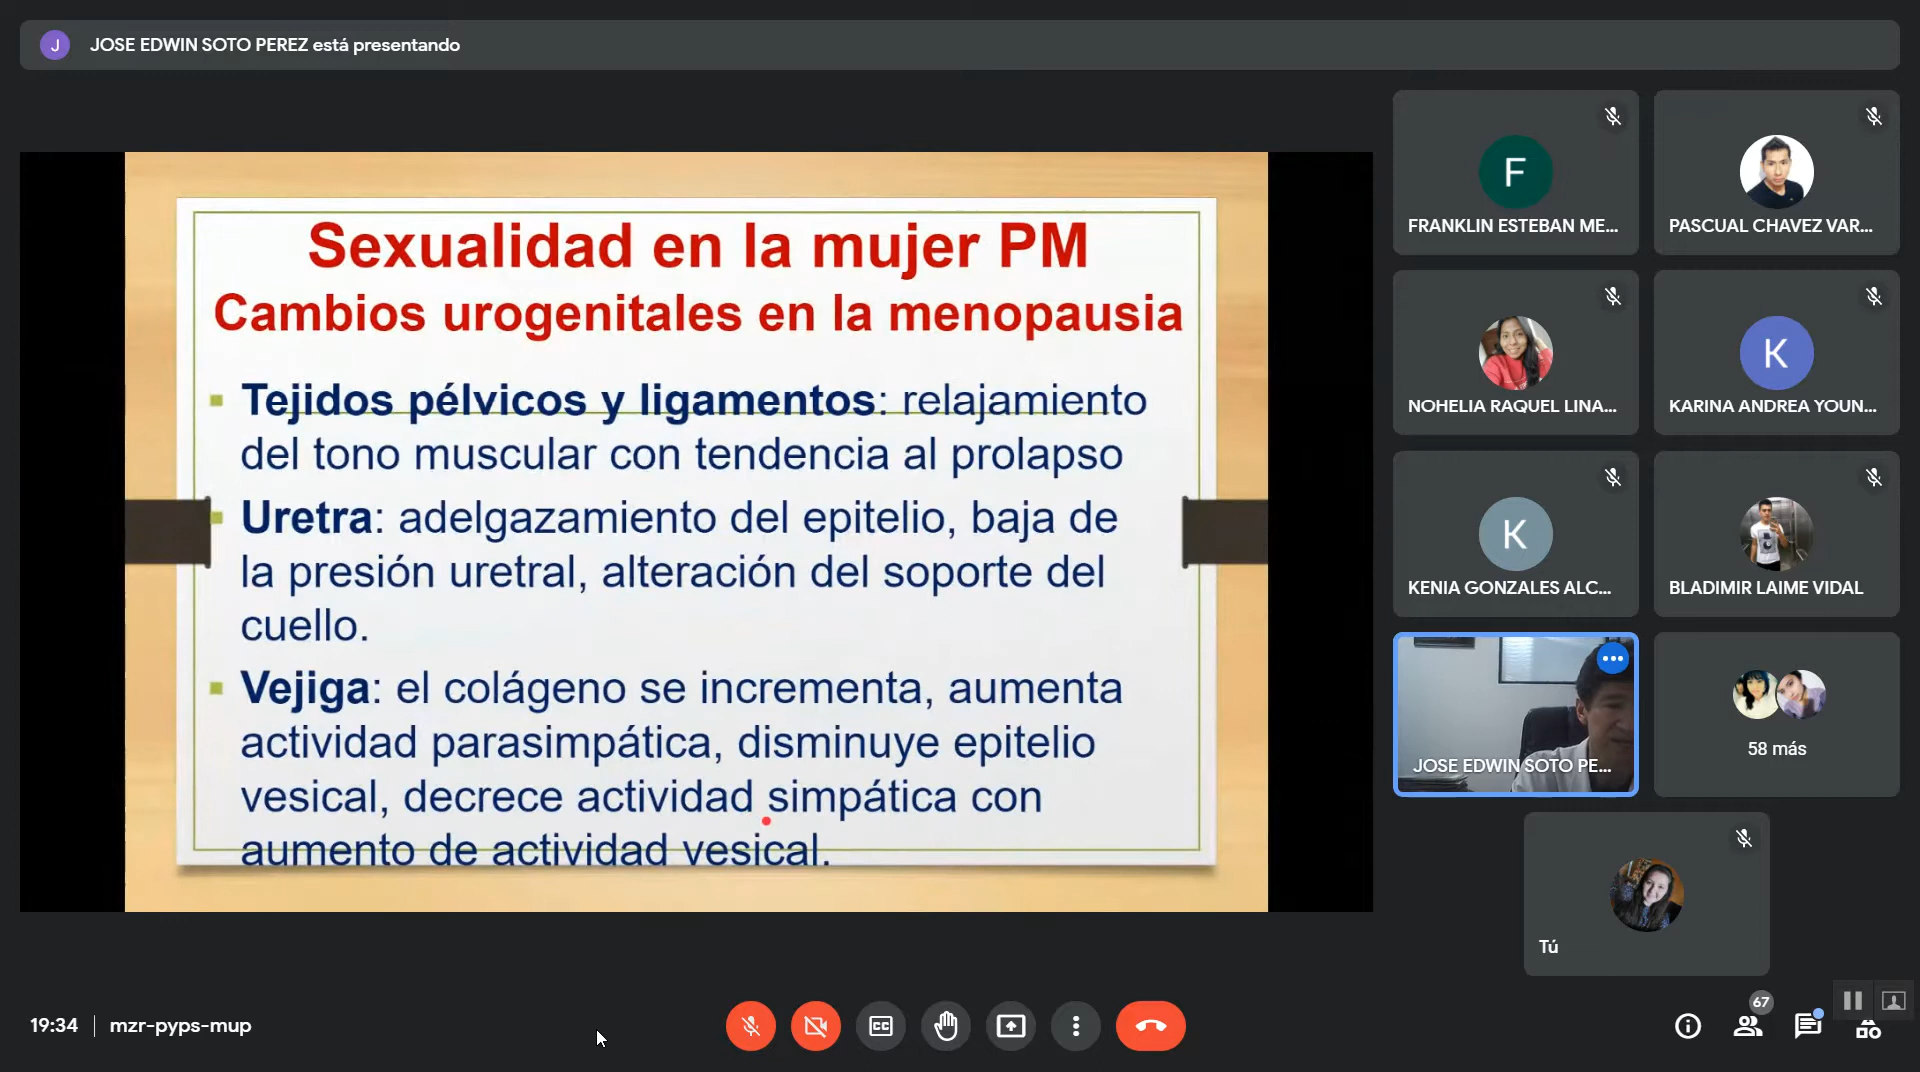 J
JOSE EDWIN SOTO PEREZ está presentando
Sexualidad en la mujer PM
Cambios urogenitales en la menopausia
Tejidos pélvicos y ligamentos: relajamiento
del tono muscular con tendencia al prolapso
Uretra: adelgazamiento del epitelio, baja de
la presión uretral, alteración del soporte del
cuello.
Vejiga: el colágeno se incrementa, aumenta
actividad parasimpática, disminuye epitelio
vesical, decrece actividad simpática con
aumento de actividad vesical.
F
FRANKLIN ESTEBAN ME...
PASCUAL CHAVEZ VAR...
NOHELIA RAQUEL LINA...
K
KARINA ANDREA YOUN...
K
KENIA GONZALES ALC...
BLADIMIR LAIME VIDAL
JOSE EDWIN SOTO PE...
58 más
Tú
19:34 | mzr-pyps-mup
CC
67